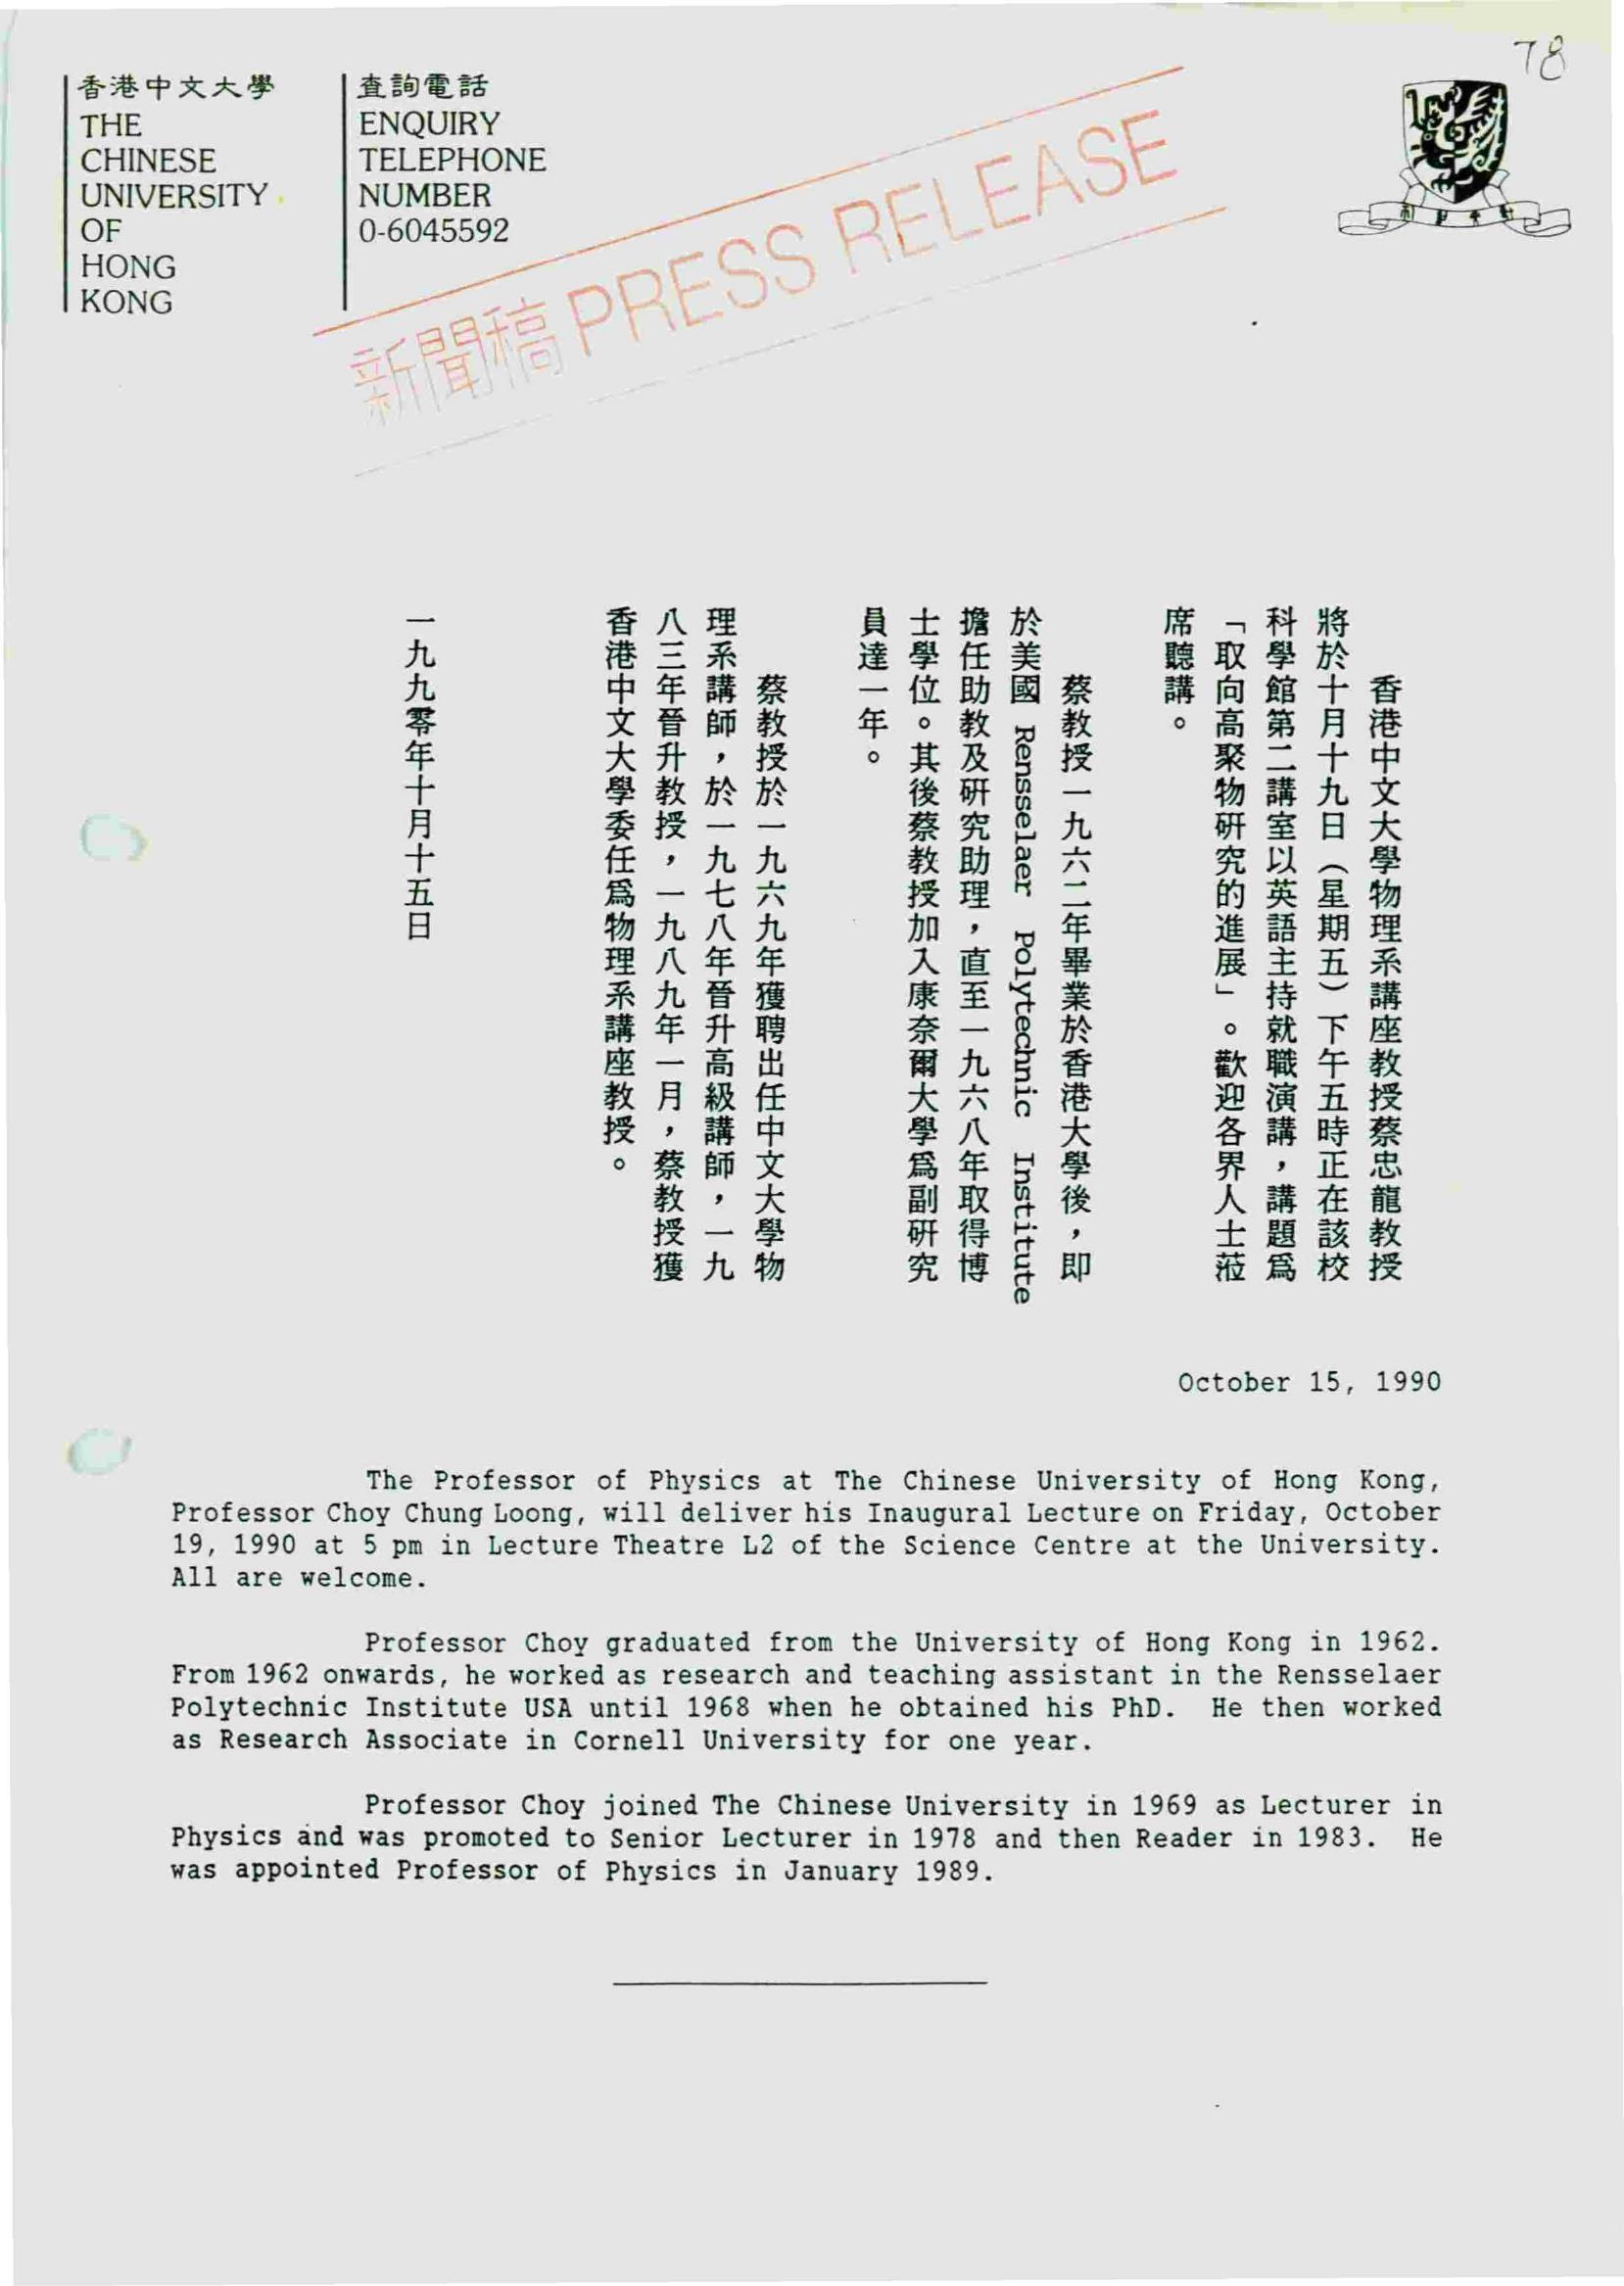 78
香港中文大學
THE
CHINESE
UNIVERSITY
OF
HONG
KONG
查詢電話
ENQUIRY
TELEPHONE
NUMBER
0-6045592
新聞稿 PRESS RELEASE
香港中文大學物理系講座教授蔡忠龍教授
將於十月十九日（星期五）下午五時正在該校
科學館第二講室以英語主持就職演講，講題爲
「取向高聚物研究的進展」。歡迎各界人士蒞
席聽講。
蔡教授一九六二年畢業於香港大學後，即
於美國 Rensselaer Polytechnic Institute
擔任助教及研究助理，直至一九六八年取得博
士學位。其後蔡教授加入康奈爾大學爲副研究
員達一年。
蔡教授於一九六九年獲聘出任中文大學物
理系講師，於一九七八年晉升高級講師，一九
八三年晉升教授，一九八九年一月，蔡教授獲
香港中文大學委任爲物理系講座教授。
一九九零年十月十五日
October 15, 1990
The Professor of Physics at The Chinese University of Hong Kong,
Professor Choy Chung Loong, will deliver his Inaugural Lecture on Friday, October
19, 1990 at 5 pm in Lecture Theatre L2 of the Science Centre at the University.
All are welcome.
Professor Choy graduated from the University of Hong Kong in 1962.
From 1962 onwards, he worked as research and teaching assistant in the Rensselaer
Polytechnic Institute USA until 1968 when he obtained his PhD.  He then worked
as Research Associate in Cornell University for one year.
Professor Choy joined The Chinese University in 1969 as Lecturer in
Physics and was promoted to Senior Lecturer in 1978 and then Reader in 1983.  He
was appointed Professor of Physics in January 1989.